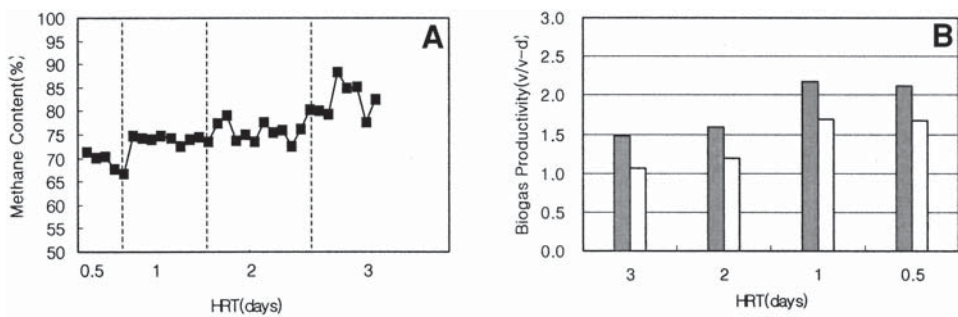 A
Methane Content(%)
100
95
90
85
80
75
70
65
60
55
50
0.5 1 2 3
HRT(days)
B
Biogas Productivity(v/v-d)
3.0
2.5
2.0
1.5
1.0
0.5
0.0
3 2 1 0.5
HRT(days)